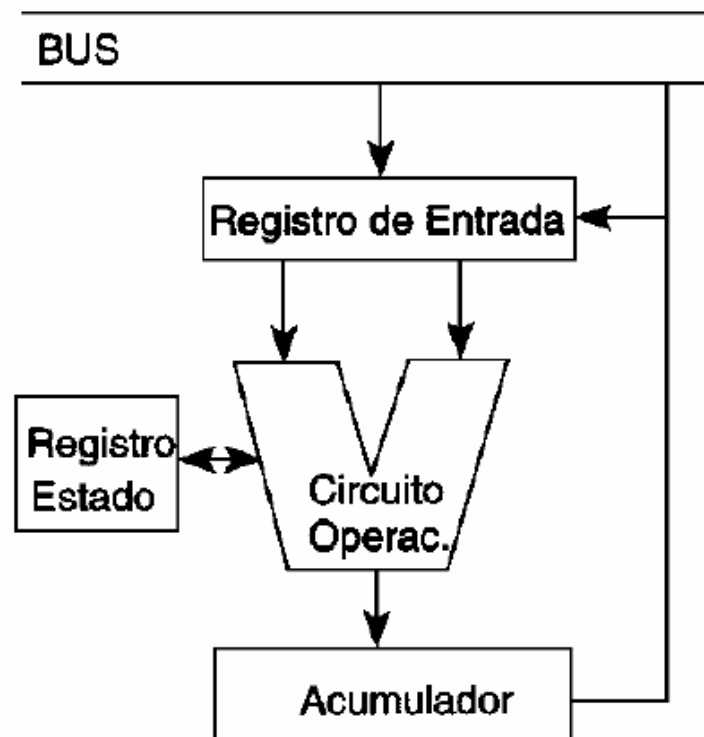 BUS
Registro de Entrada
Registro
Estado
Circuito
Operac.
Acumulador